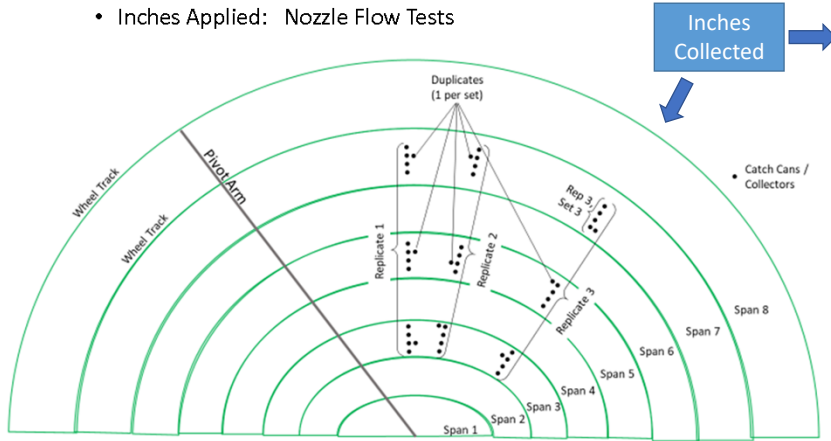 • Inches Applied: Nozzle Flow Tests
Inches
Collected
Duplicates
(1 per set)
Wheel Track
Pivot Arm
Wheel Track
• Catch Cans /
Collectors
Rep 3,
Set 3
Replicate 1
Replicate 2
Replicate 3
Span 8
Span 7
Span 6
Span 5
Span 4
Span 3
Span 2
Span 1